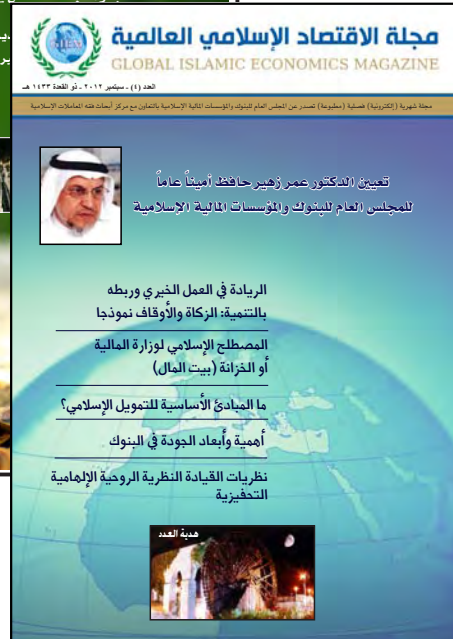 مجلة الاقتصاد الإسلامي العالمية
GLOBAL ISLAMIC ECONOMICS MAGAZINE
GIEM
العدد (٤) ـ سبتمبر ٢٠١٢ ـ ذو القعدة ١٤٣٣ هـ
مجلة شهرية (إلكترونية) فصلية (مطبوعة) تصدر عن المجلس العام للبنوك والمؤسسات المالية الإسلامية بالتعاون مع مركز أبحاث فقه المعاملات الإسلامية
تعيين الدكتور عمر زهير حافظ أميناً عاماً
للمجلس العام للبنوك والمؤسسات المالية الإسلامية
الريادة في العمل الخيري وربطه
بالتنمية: الزكاة والأوقاف نموذجا
المصطلح الإسلامي لوزارة المالية
أو الخزانة (بيت المال)
ما المبادئ الأساسية للتمويل الإسلامي؟
أهمية وأبعاد الجودة في البنوك
نظريات القيادة النظرية الروحية الإلهامية
التحفيزية
هدية العدد